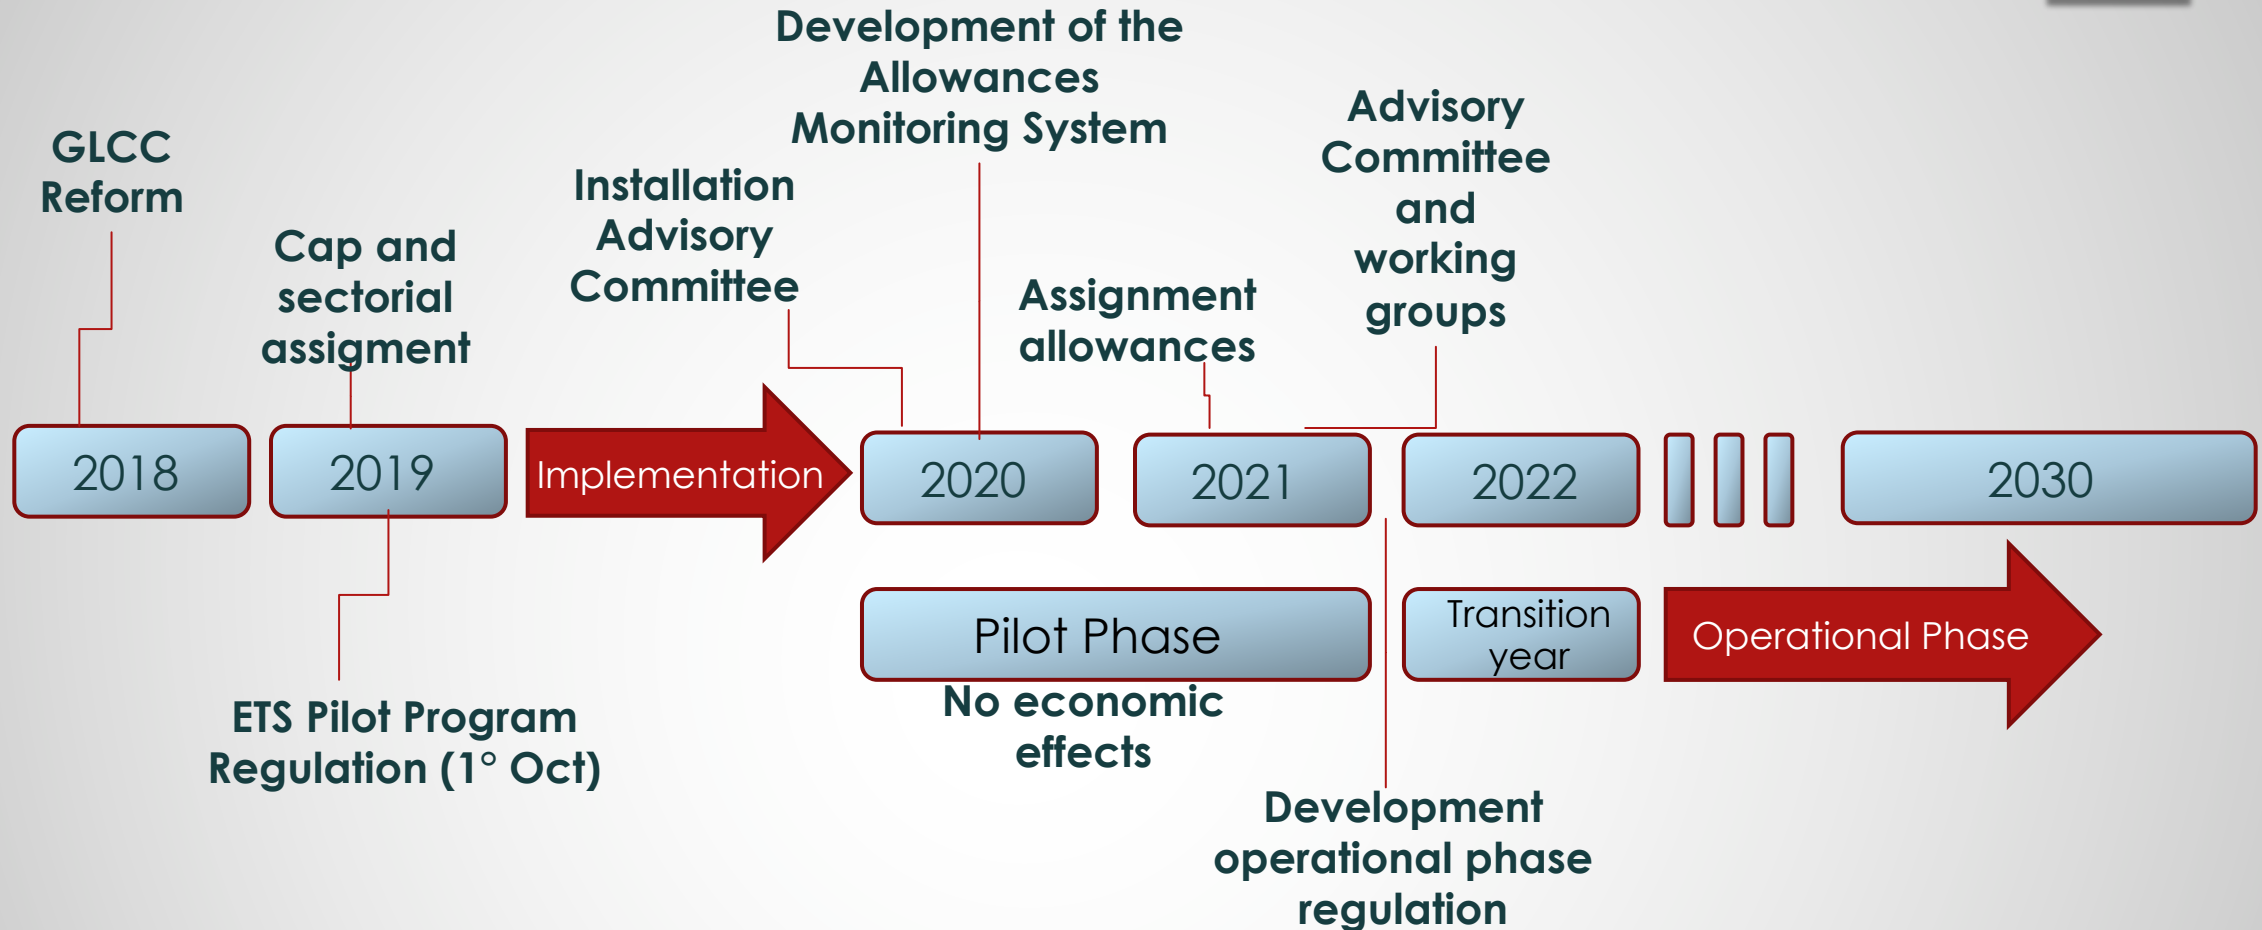 GLCC
Reform
Cap and
sectorial
assigment
Installation
Advisory
Committee
Development of the
Allowances
Monitoring System
Assignment
allowances
Advisory
Committee
and
working
groups
2018
2019
Implementation
2020
2021
2022
2030
Pilot Phase
Transition
year
Operational Phase
No economic
effects
ETS Pilot Program
Regulation (1° Oct)
Development
operational phase
regulation